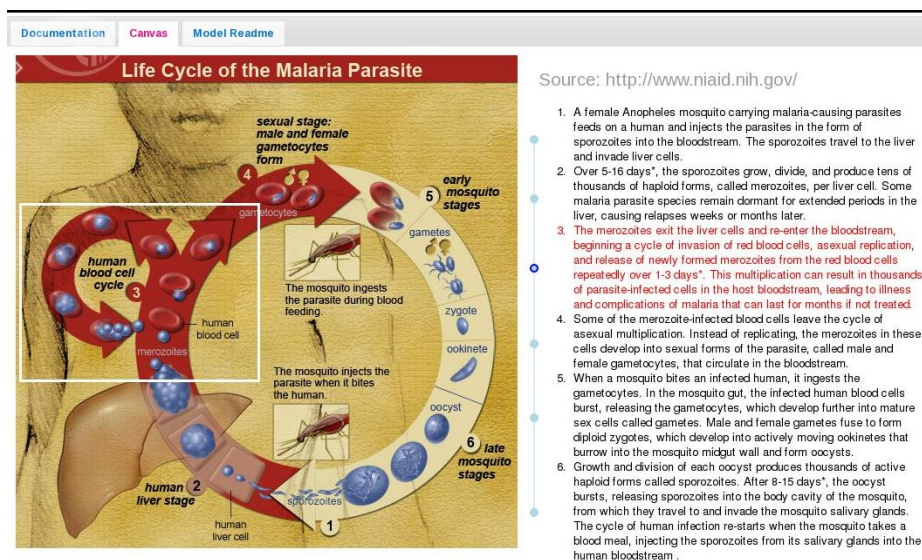 Documentation
Canvas
Model Readme
Life Cycle of the Malaria Parasite
sexual stage:
male and female
gametocytes
form
4
gametocytes
early
mosquito
stages
5
gametes
human
blood cell
cycle
3
human
blood cell
merozoites
The mosquito ingests
the parasite during blood
feeding.
zygote
ookinete
The mosquito injects the
parasite when it bites
the human.
oocyst
6
late
mosquito
stages
human
liver stage
2
sporozoites
human
liver cell
1
Source: http://www.niaid.nih.gov/
1. A female Anopheles mosquito carrying malaria-causing parasites
feeds on a human and injects the parasites in the form of
sporozoites into the bloodstream. The sporozoites travel to the liver
and invade liver cells.
2. Over 5-16 days*, the sporozoites grow, divide, and produce tens of
thousands of haploid forms, called merozoites, per liver cell. Some
malaria parasite species remain dormant for extended periods in the
liver, causing relapses weeks or months later.
3. The merozoites exit the liver cells and re-enter the bloodstream,
beginning a cycle of invasion of red blood cells, asexual replication,
and release of newly formed merozoites from the red blood cells
repeatedly over 1-3 days*. This multiplication can result in thousands
of parasite-infected cells in the host bloodstream, leading to illness
and complications of malaria that can last for months if not treated.
4. Some of the merozoite-infected blood cells leave the cycle of
asexual multiplication. Instead of replicating, the merozoites in these
cells develop into sexual forms of the parasite, called male and
female gametocytes, that circulate in the bloodstream.
5. When a mosquito bites an infected human, it ingests the
gametocytes. In the mosquito gut, the infected human blood cells
burst, releasing the gametocytes, which develop further into mature
sex cells called gametes. Male and female gametes fuse to form
diploid zygotes, which develop into actively moving ookinetes that
burrow into the mosquito midgut wall and form oocysts.
6. Growth and division of each oocyst produces thousands of active
haploid forms called sporozoites. After 8-15 days*, the oocyst
bursts, releasing sporozoites into the body cavity of the mosquito,
from which they travel to and invade the mosquito salivary glands.
The cycle of human infection re-starts when the mosquito takes a
blood meal, injecting the sporozoites from its salivary glands into the
human bloodstream .